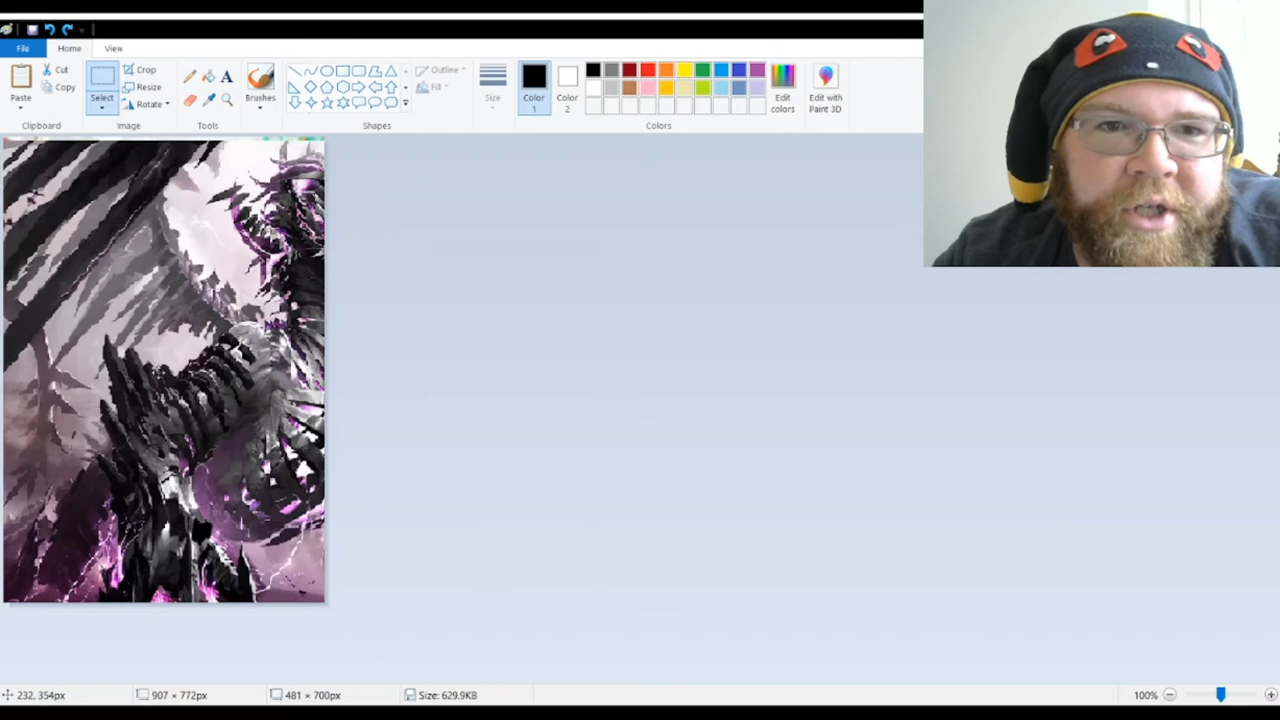 File Home View
Cut
Copy
Paste
Clipboard
Crop
Resize
Rotate
Select
Image
Tools
Brushes
Outline
Fill
Shapes
Size
Color
1
Color
2
Edit
colors
Edit with
Paint 3D
Colors
232, 354px 907 × 772px 481 × 700px Size: 629.9KB 100%